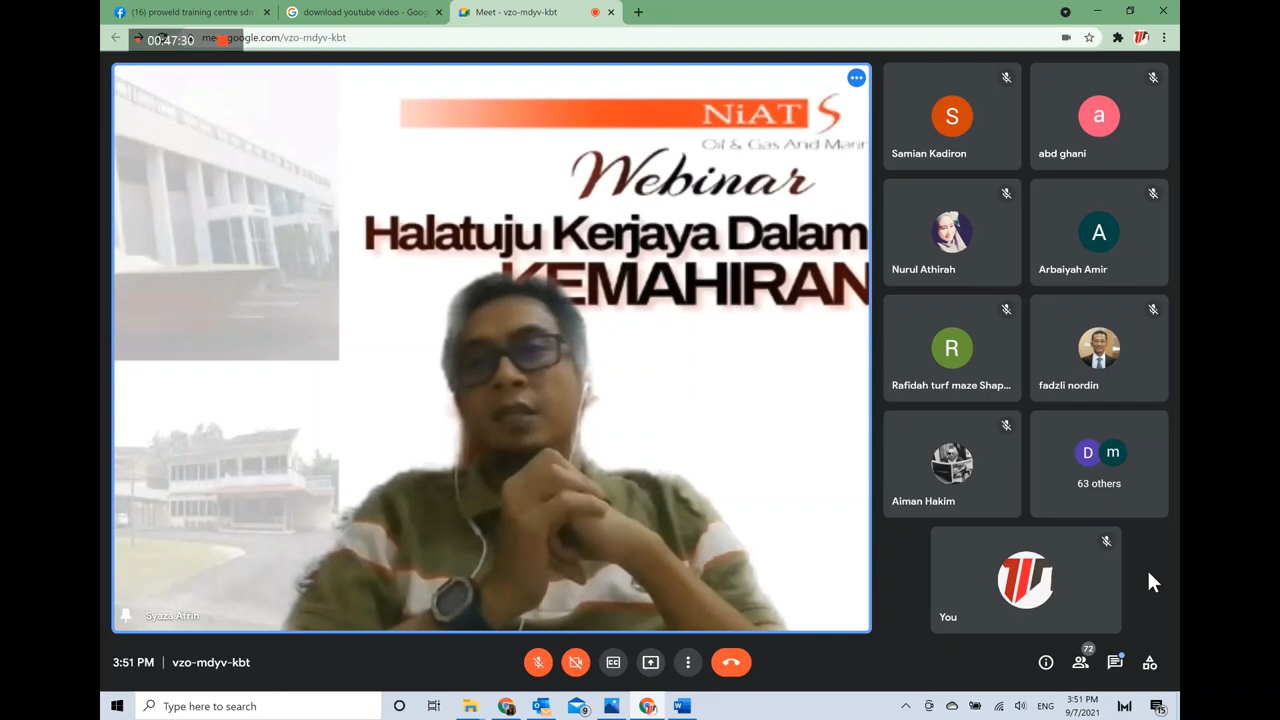 (16) proweld training centre sdn
download youtube video - Goog
Meet - vzo-mdyv-kbt
00:47:30
google.com/vzo-mdyv-kbt
NiAT S
Oil & Gas And Marin
Webinar
Halatuju Kerjaya Dalam
KEMAHIRAN
Syaza Afrin
S
Samian Kadiron
a
abd ghani
Nurul Athirah
A
Arbaiyah Amir
R
Rafidah turf maze Shap...
fadzli nordin
Aiman Hakim
D m
63 others
You
3:51 PM | vzo-mdyv-kbt
72
Type here to search
9
ENG
3:51 PM
9/7/2021
15